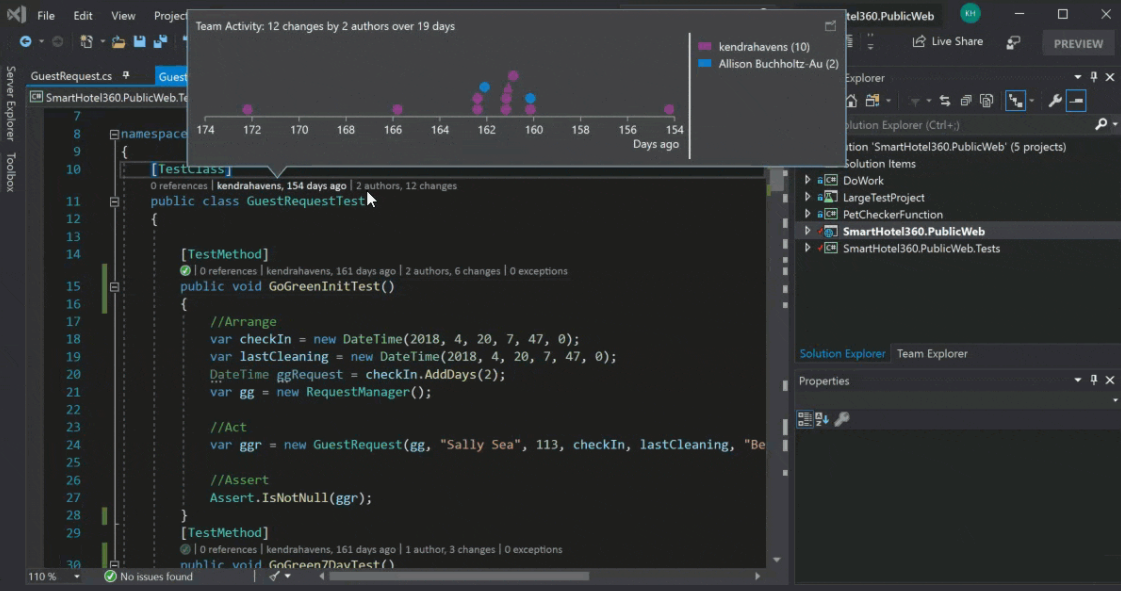 File Edit View Project
tel360.PublicWeb
KH
Live Share
PREVIEW
Team Activity: 12 changes by 2 authors over 19 days
kendrahavens (10)
Allison Buchholtz-Au (2)
174 172 170 168 166 164 162 160 158 156 154
Days ago
Server Explorer
Toolbox
GuestRequest.cs
Guest
SmartHotel360.PublicWeb.Te
7
8 namespace
9 {
10 [TestClass]
0 references | kendrahavens, 154 days ago | 2 authors, 12 changes
11 public class GuestRequestTest
12 {
13
14 [TestMethod]
0 references | kendrahavens, 161 days ago | 2 authors, 6 changes | 0 exceptions
15 public void GoGreenInitTest()
16 {
17 //Arrange
18 var checkIn = new DateTime(2018, 4, 20, 7, 47, 0);
19 var lastCleaning = new DateTime(2018, 4, 20, 7, 47, 0);
20 DateTime ggRequest = checkIn.AddDays(2);
21 var gg = new RequestManager();
22
23 //Act
24 var ggr = new GuestRequest(gg, "Sally Sea", 113, checkIn, lastCleaning, "Be
25
26 //Assert
27 Assert.IsNotNull(ggr);
28 }
29 [TestMethod]
0 references | kendrahavens, 161 days ago | 1 author, 3 changes | 0 exceptions
30 public void GoGreen7DayTest()
110 %
No issues found
Explorer
olution Explorer (Ctrl+;)
ution 'SmartHotel360.PublicWeb' (5 projects)
Solution Items
DoWork
LargeTestProject
PetCheckerFunction
SmartHotel360.PublicWeb
SmartHotel360.PublicWeb.Tests
Solution Explorer Team Explorer
Properties